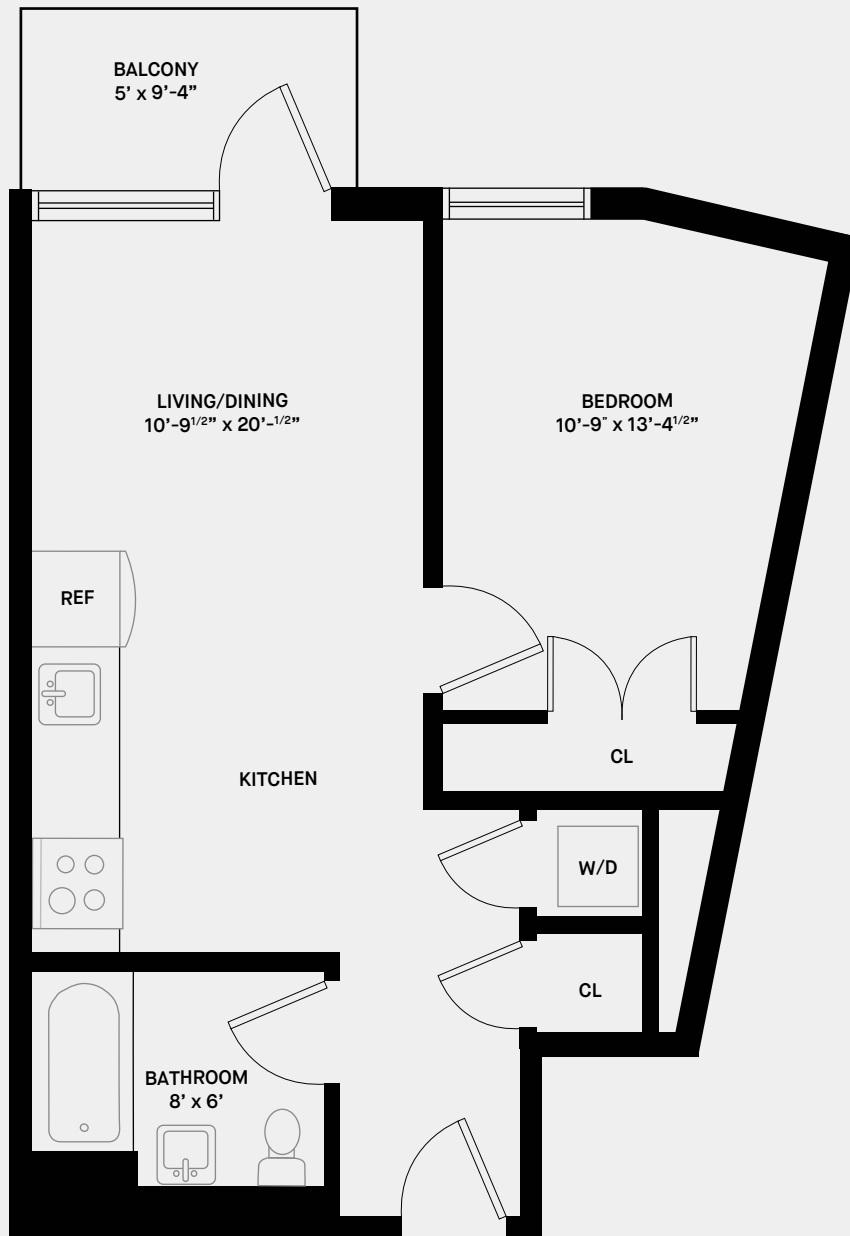 BALCONY
5’ x 9’-4”
LIVING/DINING
10’-91/2” x 20’-1/2”
BEDROOM
10’-9" x 13’-41/2”
REF
KITCHEN
CL
W/D
CL
BATHROOM
8’ x 6’